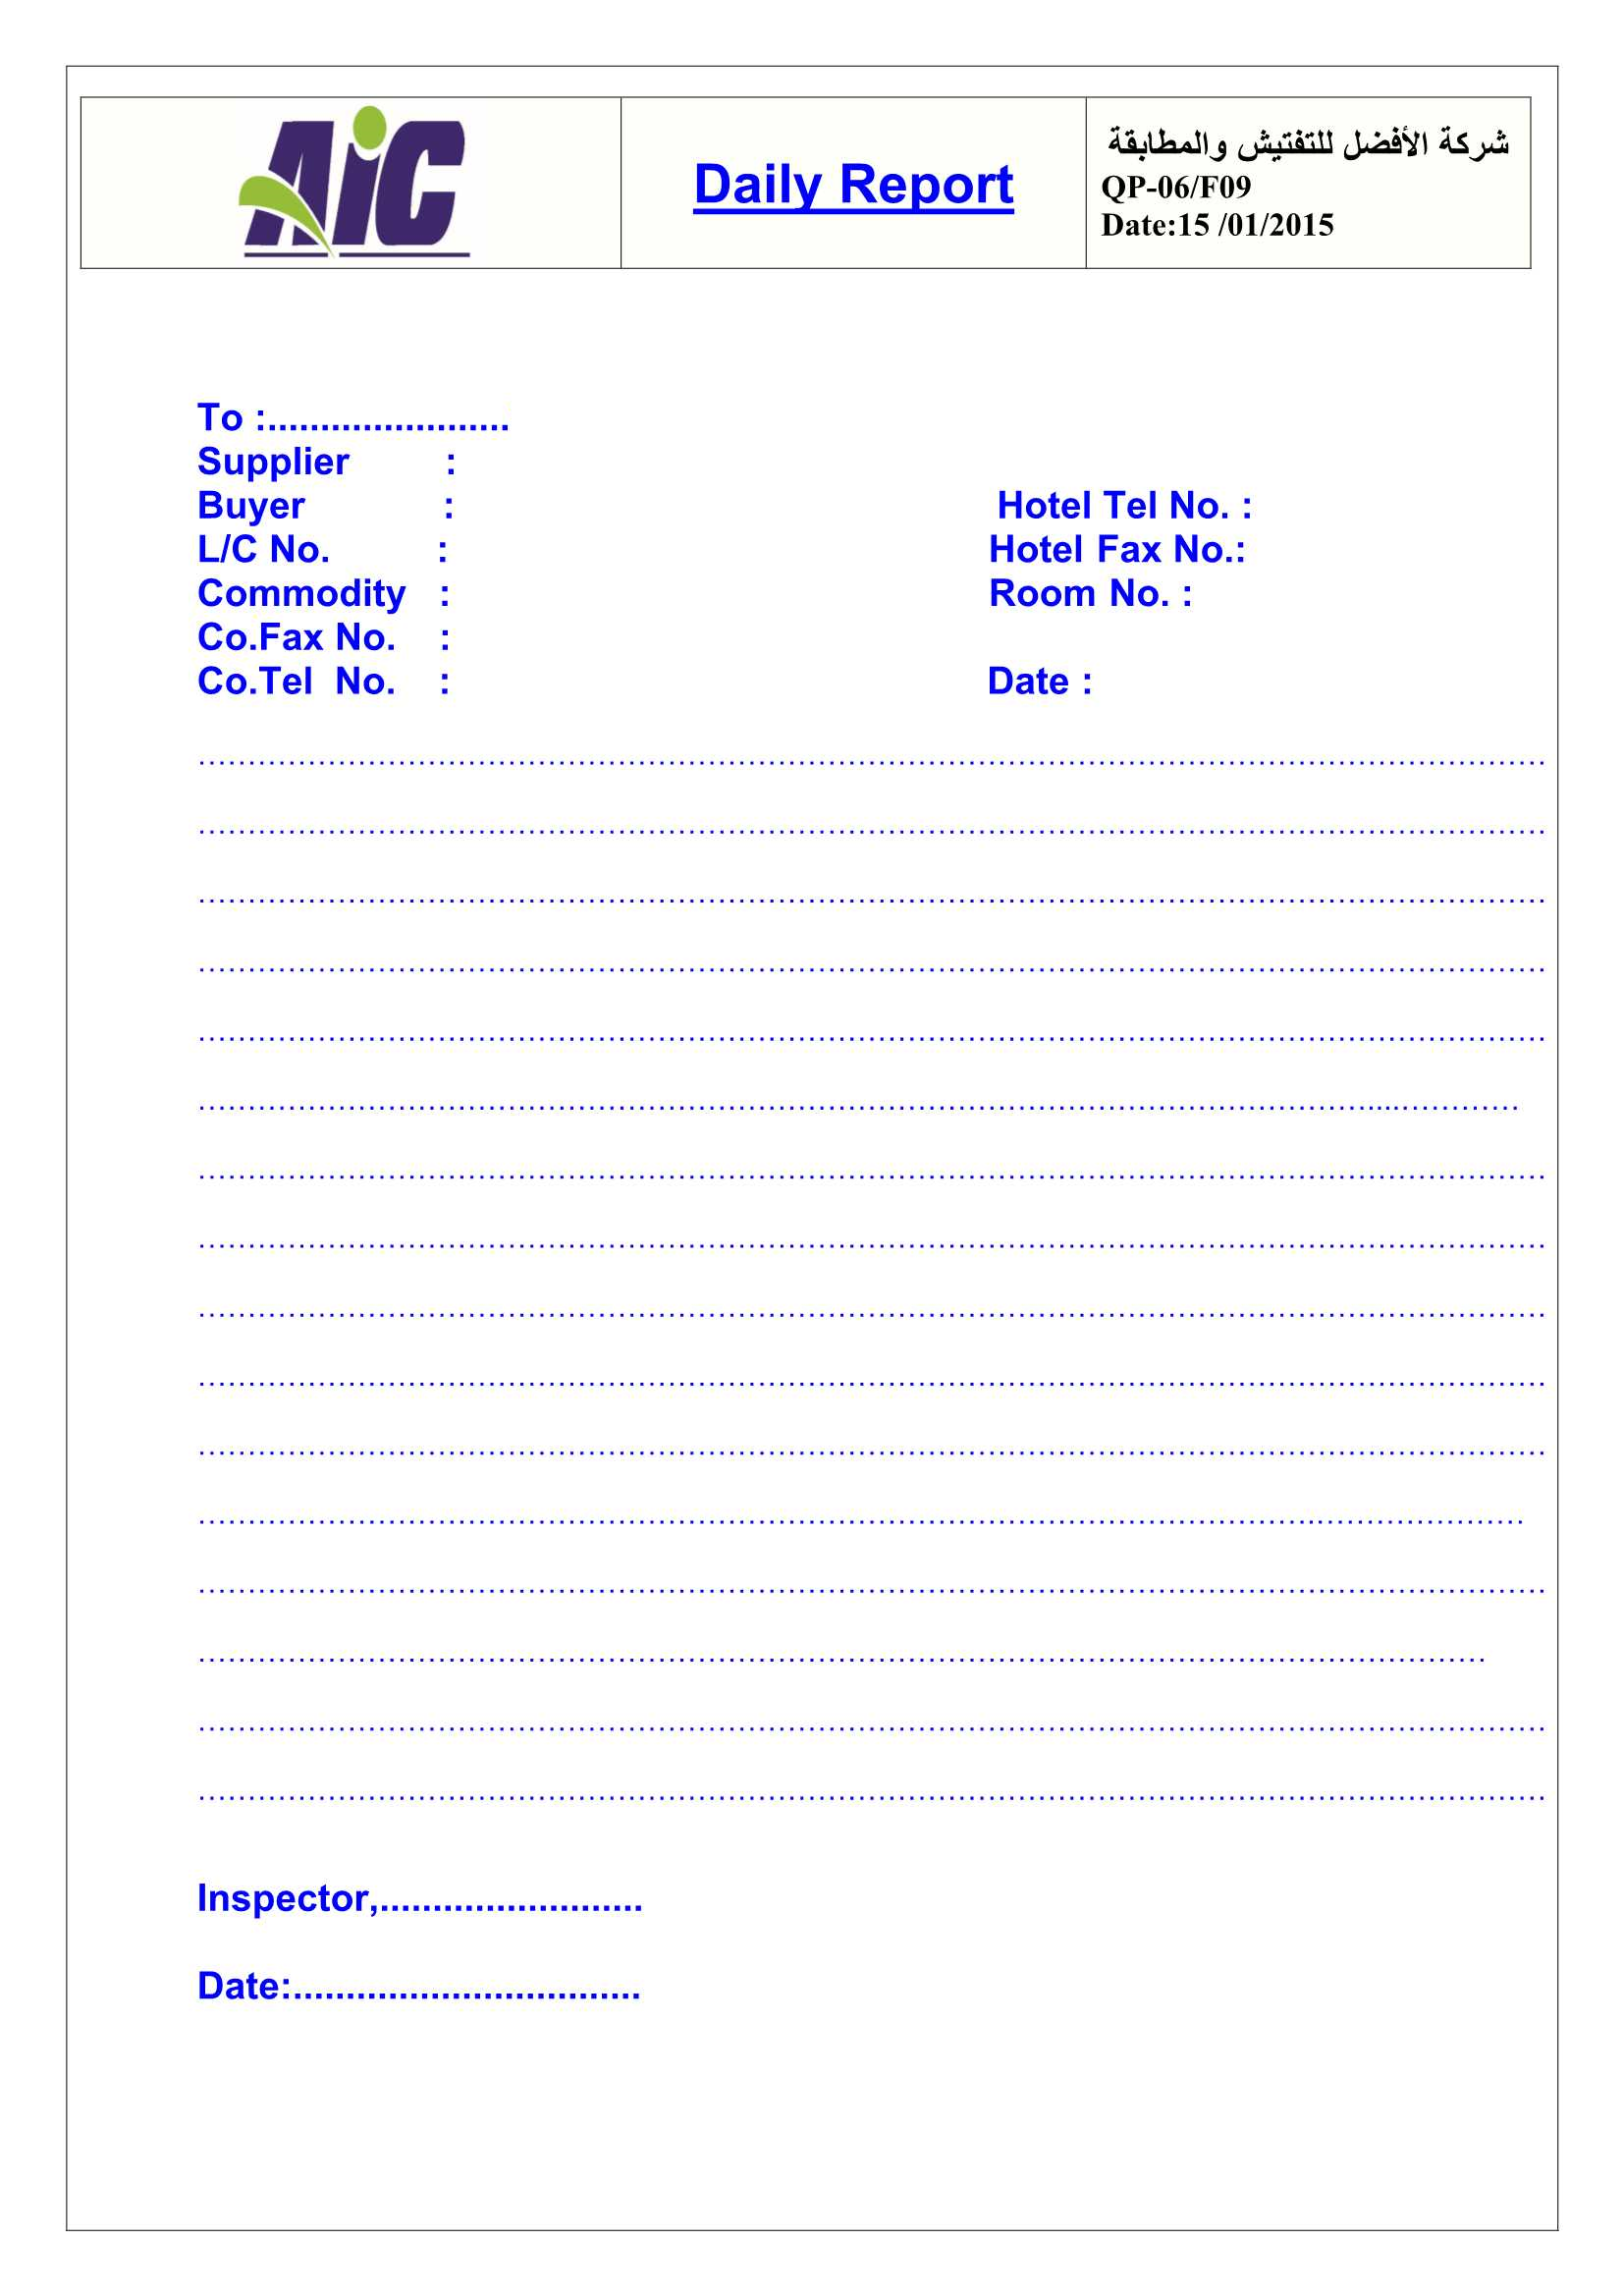 AiC
Daily Report
شركة الأفضل للتفتيش والمطابقة
QP-06/F09
Date:15 /01/2015
To :.......................
Supplier :
Buyer : Hotel Tel No. :
L/C No. : Hotel Fax No.:
Commodity : Room No. :
Co.Fax No. :
Co.Tel No. : Date :
Inspector,.........................
Date:.................................